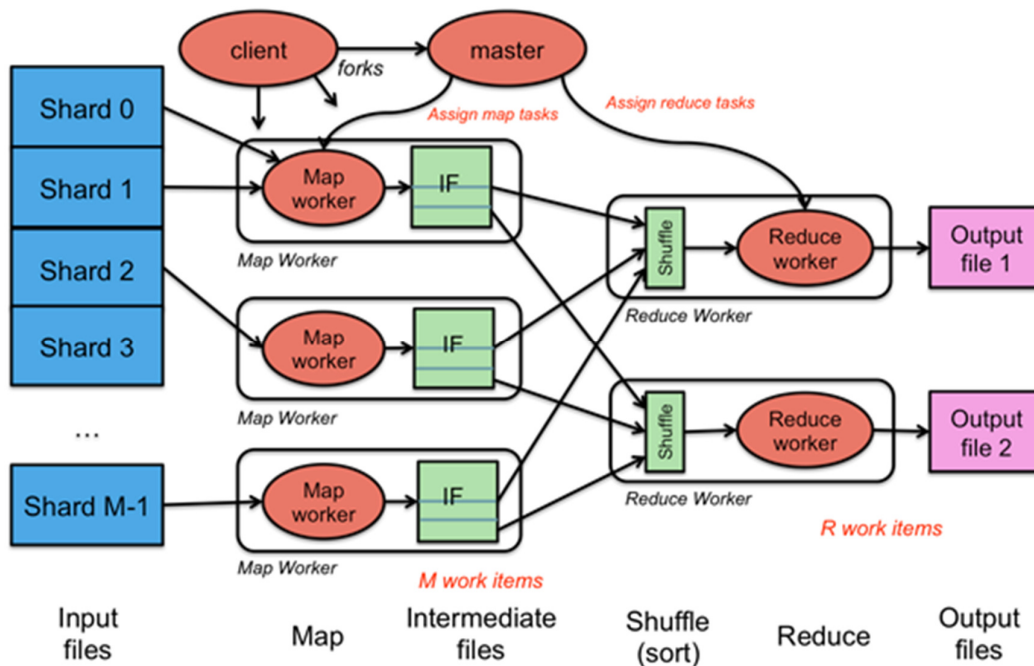 client
forks
master
Assign map tasks
Assign reduce tasks
Shard 0
Shard 1
Shard 2
Shard 3
...
Shard M-1
Map
worker
IF
Map Worker
Map
worker
IF
Map Worker
Map
worker
IF
Map Worker
M work items
Shuffle
Reduce
worker
Reduce Worker
Shuffle
Reduce
worker
Reduce Worker
R work items
Output
file 1
Output
file 2
Input
files
Map
Intermediate
files
Shuffle
(sort)
Reduce
Output
files